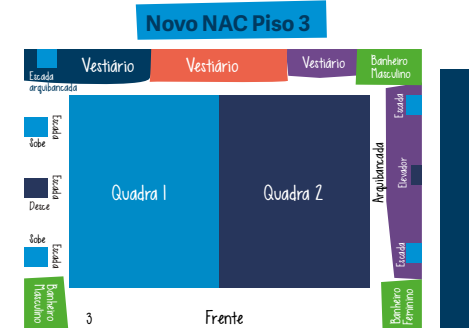 Novo NAC Piso 3
Vestiário
Vestiário
Vestiário
Banheiro
Masculino
Escada
arquibancada
Escada
Sobe
Escada
Desce
Sobe
Escada
Quadra 1
Quadra 2
Arquibancada
Escada
Elevador
Escada
Banheiro
Masculino
3
Frente
Banheiro
Feminino